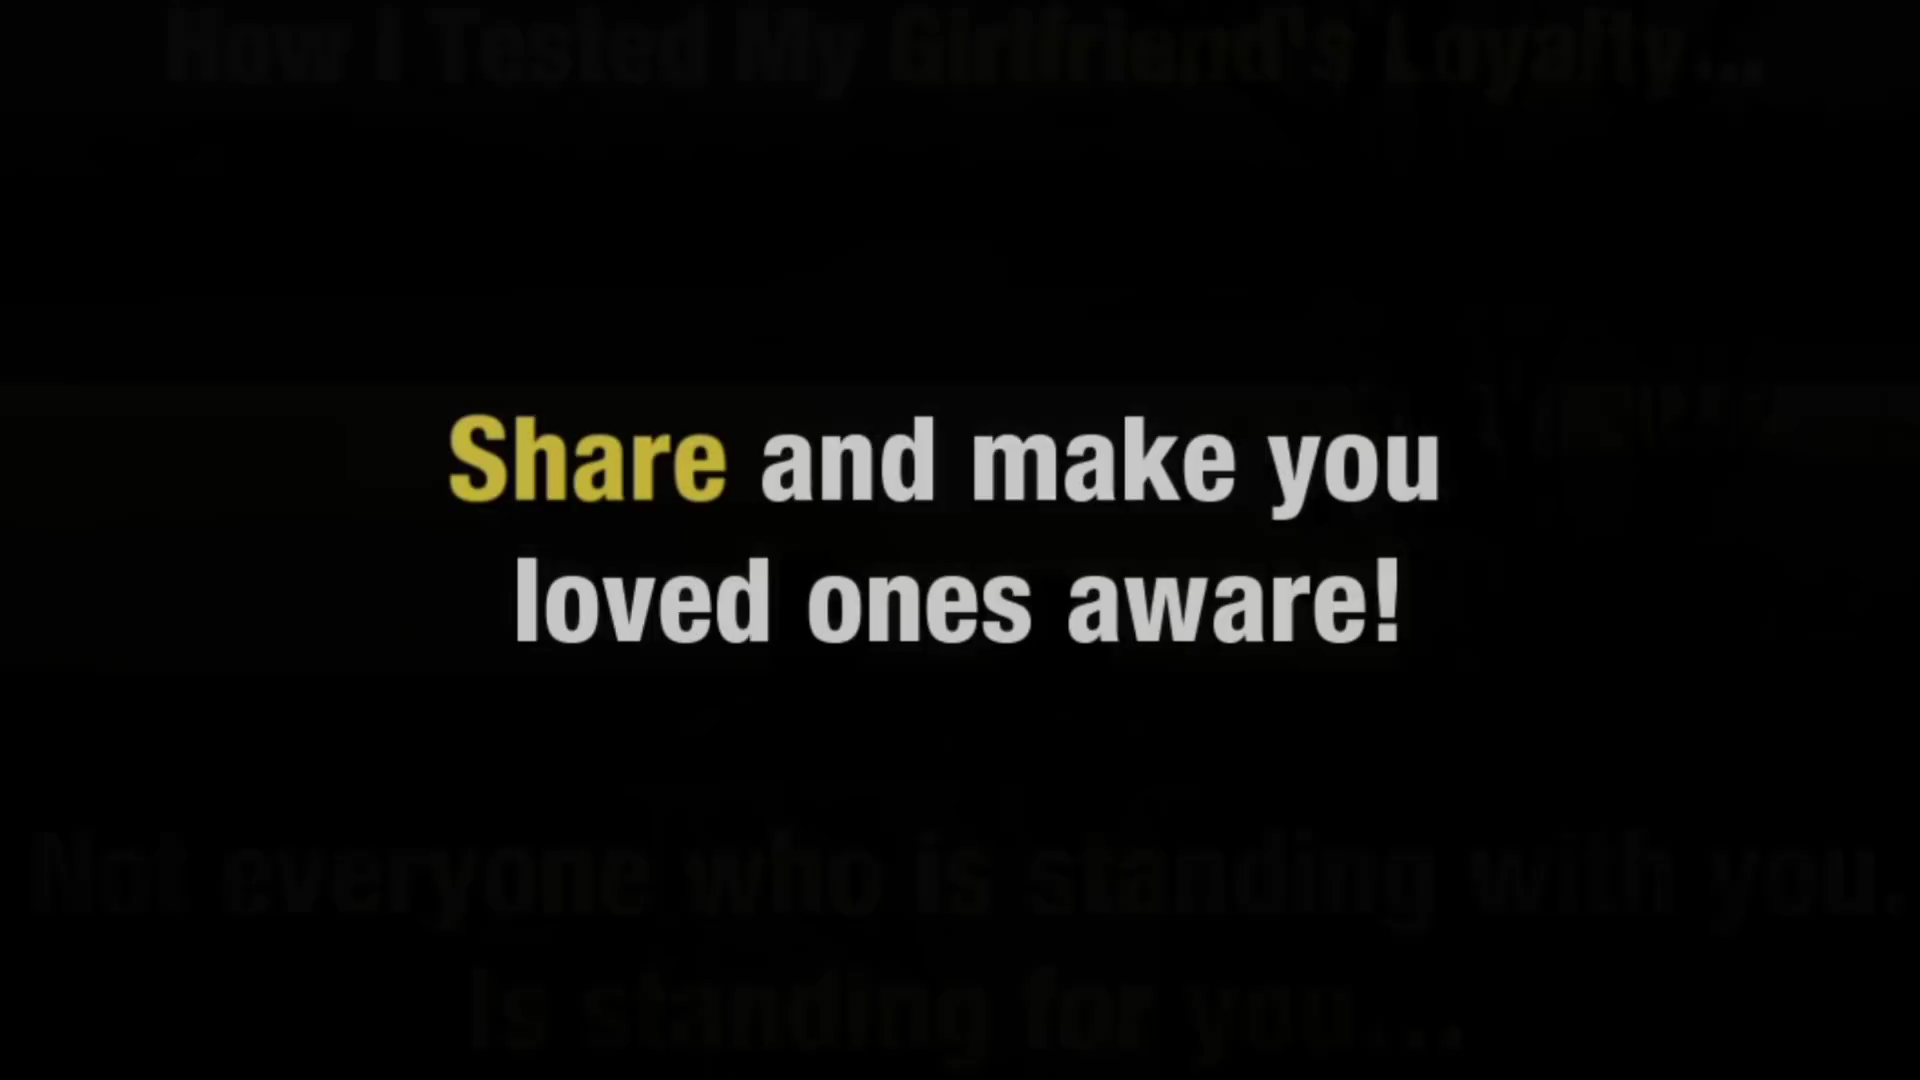 How I Tested My Girlfriend's Loyalty...
Share and make you
loved ones aware!
Not everyone who is standing with you.
Is standing for you...